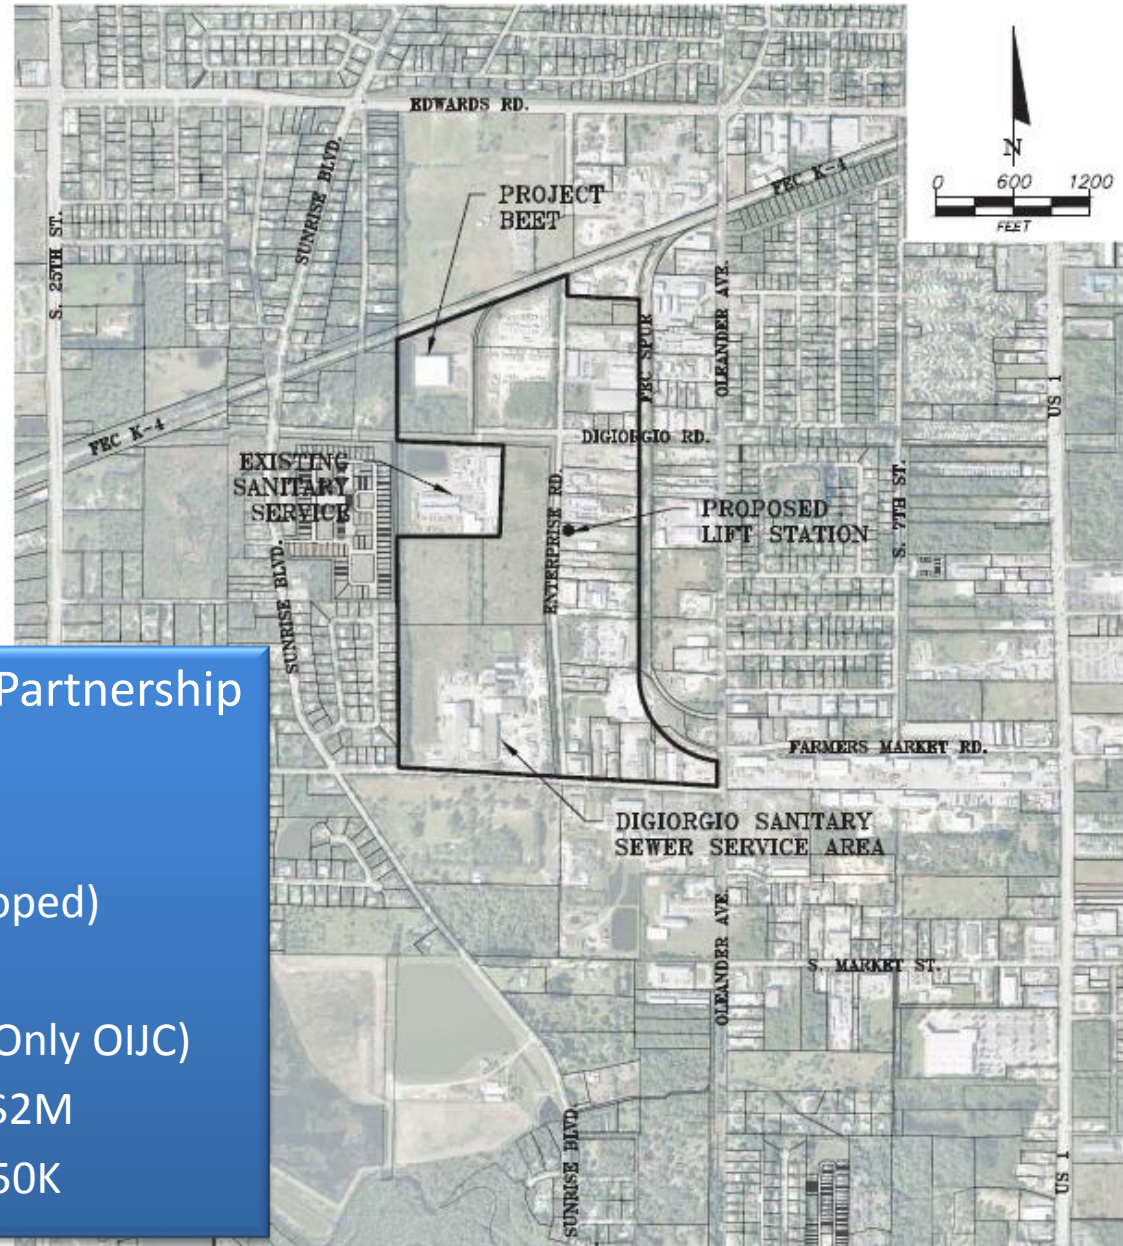 EDWARDS RD.
SUNRISE BLVD.
S. 25TH ST.
PROJECT
BEET
FEC K-4
N
0 600 1200
FEET
FEC SPUR
OLEANDER AVE.
US 1
FEC K-4
DIGIORGIO RD.
EXISTING
SANITARY
SERVICE
ENTERPRISE RD.
PROPOSED
LIFT STATION
S. 7TH ST.
SUNRISE BLVD.
Partnership
FARMERS MARKET RD.
DIGIORGIO SANITARY
SEWER SERVICE AREA
OLEANDER AVE.
S. MARKET ST.
Only OIJC)
$2M
50K
SUNRISE BLVD.
US 1